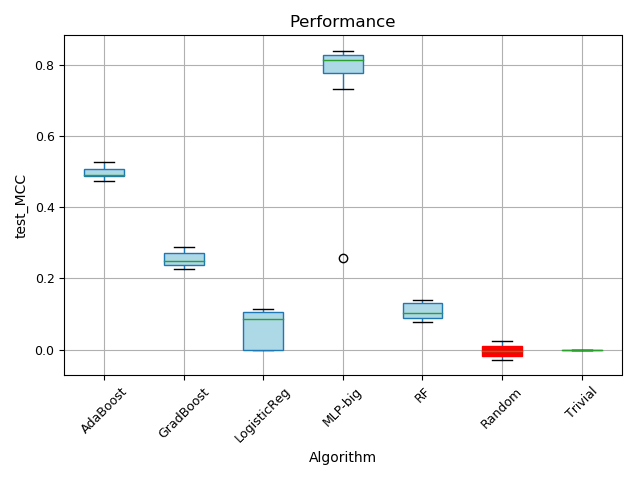 Performance
test_MCC
0.8
0.6
0.4
0.2
0.0
AdaBoost
GradBoost
LogisticReg
MLP-big
RF
Random
Trivial
Algorithm